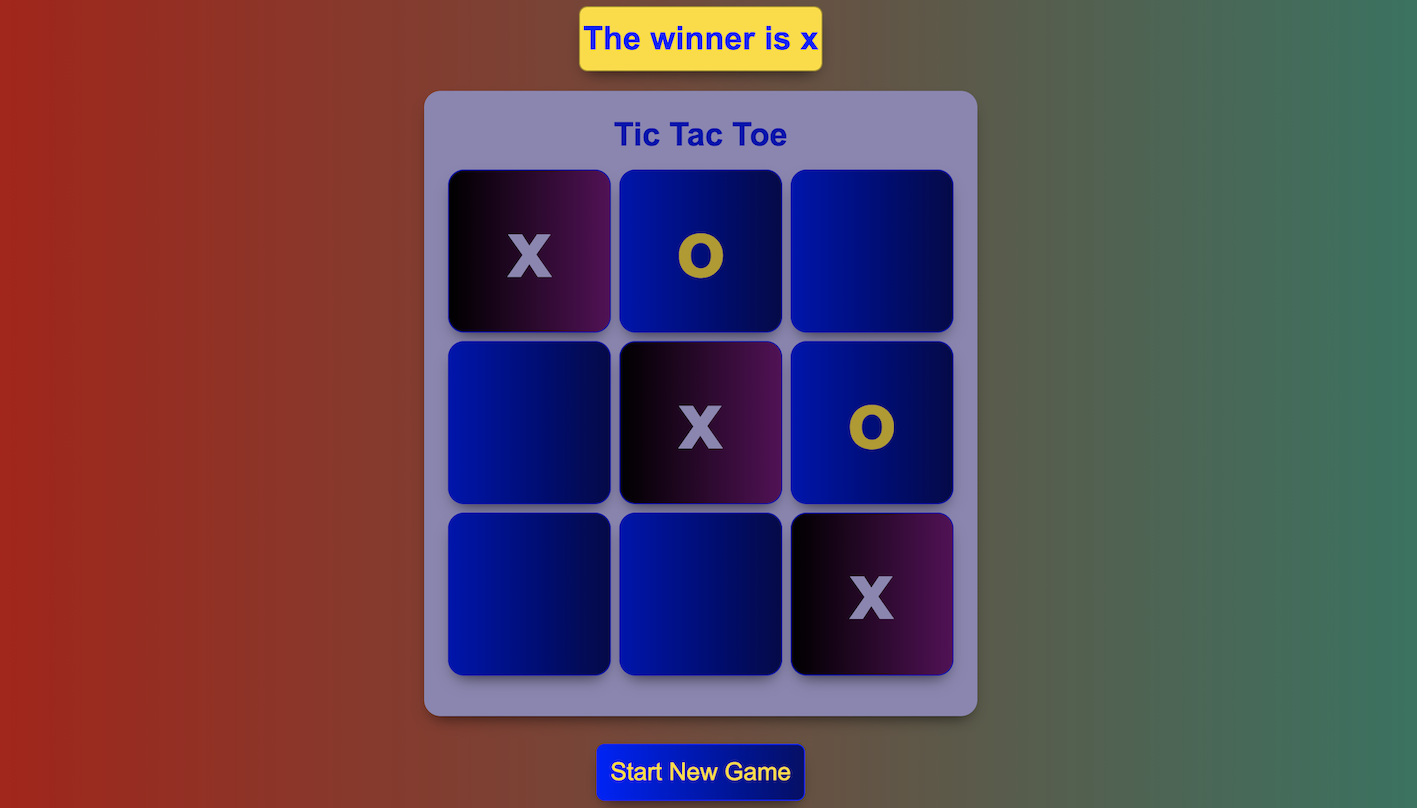 The winner is x
Tic Tac Toe
x o
x o
x
Start New Game